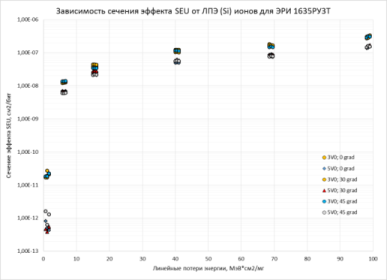 Зависимость сечения эффекта SEU от ЛПЭ (Si) ионов для ЭРИ 1635РУ3Т
Сечение эффекта SEU, см2/бит
1,00E-05
1,00E-06
1,00E-07
1,00E-08
1,00E-09
1,00E-10
1,00E-11
1,00E-12
1,00E-13
0 10 20 30 40 50 60 70 80 90 100
Линейные потери энергии, МэВ*см2/мг
3V0; 0 grad
5V0; 0 grad
3V0; 30 grad
5V0; 30 grad
3V0; 45 grad
5V0; 45 grad